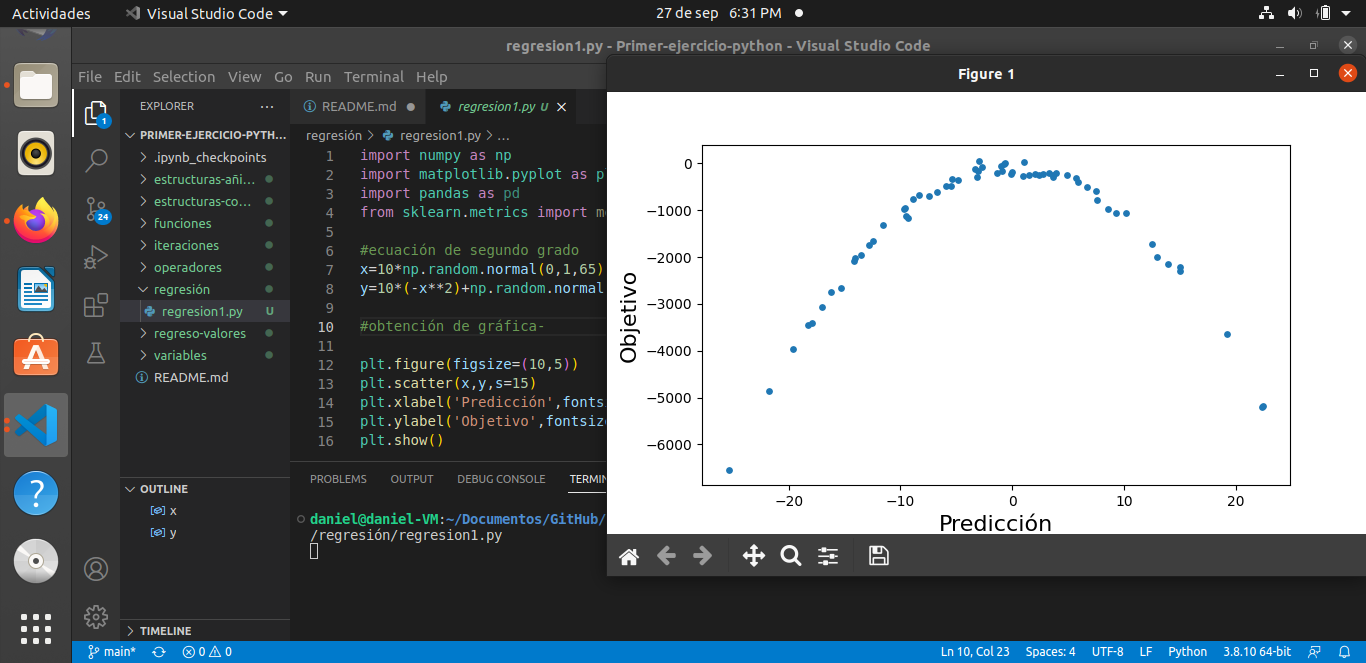 Actividades
Visual Studio Code
27 de sep 6:31 PM
regresion1.py - Primer-ejercicio-python - Visual Studio Code
File Edit Selection View Go Run Terminal Help
EXPLORER
PRIMER-EJERCICIO-PYTH...
.ipynb_checkpoints
estructuras-añi...
estructuras-co...
funciones
iteraciones
operadores
regresión
regresion1.py U
regreso-valores
variables
README.md
OUTLINE
x
y
TIMELINE
1
24
README.md
regresion1.py U
regresión > regresion1.py > ...
1 import numpy as np
2 import matplotlib.pyplot as p
3 import pandas as pd
4 from sklearn.metrics import m
5
6 #ecuación de segundo grado
7 x=10*np.random.normal(0,1,65)
8 y=10*(-x**2)+np.random.normal
9
10 #obtención de gráfica-
11
12 plt.figure(figsize=(10,5))
13 plt.scatter(x,y,s=15)
14 plt.xlabel('Predicción',fonts
15 plt.ylabel('Objetivo',fontsize
16 plt.show()
PROBLEMS OUTPUT DEBUG CONSOLE TERMIN
daniel@daniel-VM:~/Documentos/GitHub/
/regresión/regresion1.py
Figure 1
0
−1000
−2000
−3000
−4000
−5000
−6000
Objetivo
−20 −10 0 10 20
Predicción
main* 0 0 Ln 10, Col 23 Spaces: 4 UTF-8 LF Python 3.8.10 64-bit